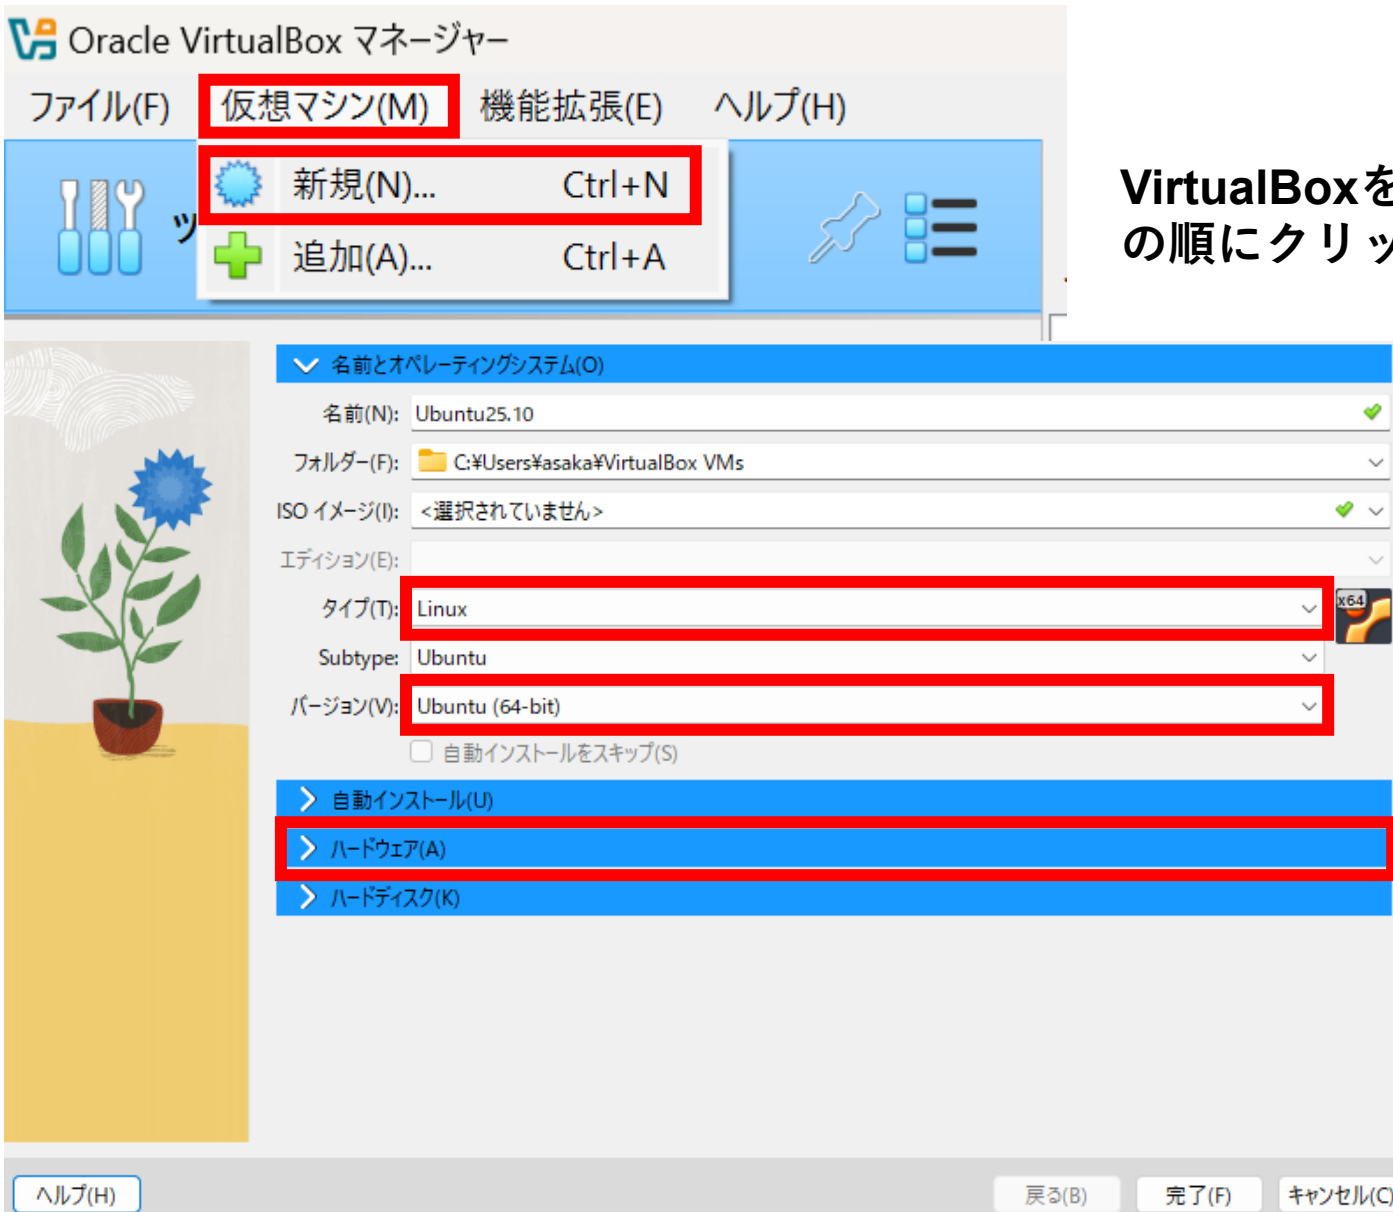 Oracle VirtualBox マネージャー
ファイル(F) 仮想マシン(M) 機能拡張(E) ヘルプ(H)
新規(N)... Ctrl+N
ッ
追加(A)... Ctrl+A
VirtualBoxを
の順にクリッ
名前とオペレーティングシステム(O)
名前(N): Ubuntu25.10
フォルダー(F): C:¥Users¥asaka¥VirtualBox VMs
ISO イメージ(I): <選択されていません>
エディション(E):
タイプ(T): Linux
x64
Subtype: Ubuntu
バージョン(V): Ubuntu (64-bit)
自動インストールをスキップ(S)
自動インストール(U)
ハードウェア(A)
ハードディスク(K)
ヘルプ(H) 戻る(B) 完了(F) キャンセル(C)